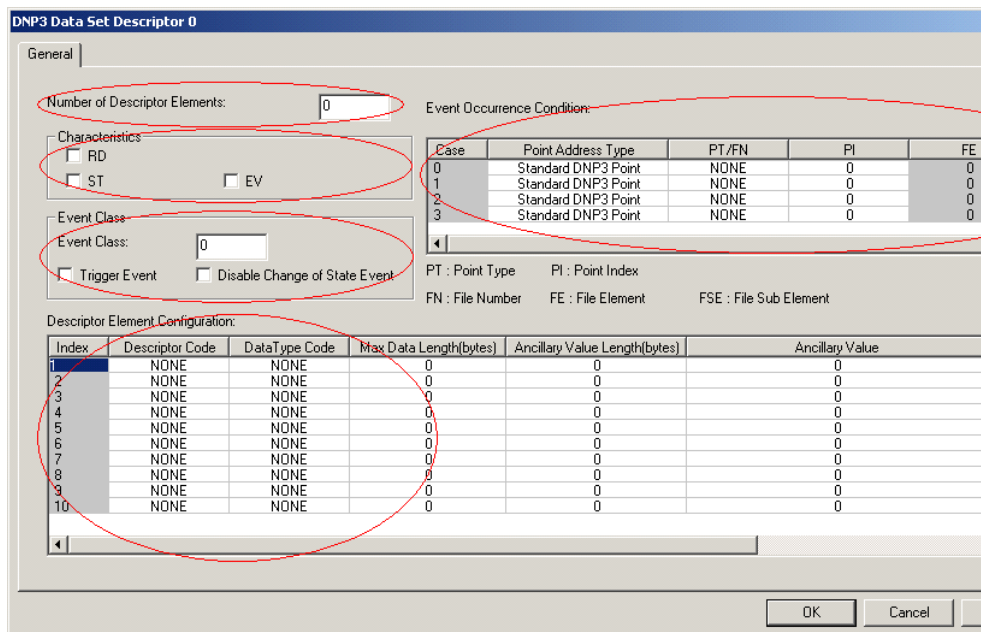 DNP3 Data Set Descriptor 0
General
Number of Descriptor Elements: 0
Characteristics
RD
ST EV
Event Class
Event Class: 0
Trigger Event Disable Change of State Event
Event Occurrence Condition:
Case Point Address Type PT/FN PI FE
0 Standard DNP3 Point NONE 0 0
1 Standard DNP3 Point NONE 0 0
2 Standard DNP3 Point NONE 0 0
3 Standard DNP3 Point NONE 0 0
PT : Point Type PI : Point Index
FN : File Number FE : File Element FSE : File Sub Element
Descriptor Element Configuration:
Index Descriptor Code DataType Code Max Data Length(bytes) Ancillary Value Length(bytes) Ancillary Value
1 NONE NONE 0 0 0
2 NONE NONE 0 0 0
3 NONE NONE 0 0 0
4 NONE NONE 0 0 0
5 NONE NONE 0 0 0
6 NONE NONE 0 0 0
7 NONE NONE 0 0 0
8 NONE NONE 0 0 0
9 NONE NONE 0 0 0
10 NONE NONE 0 0 0
OK Cancel